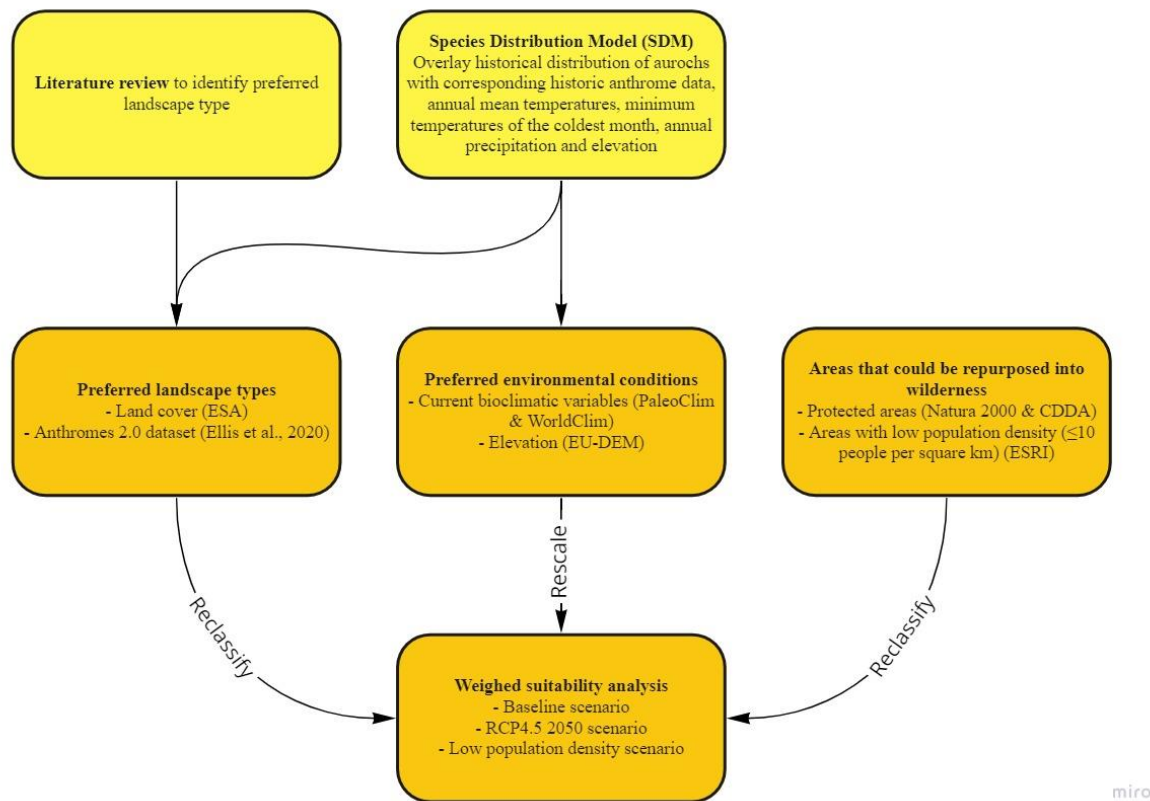 Literature review to identify preferred
landscape type
Species Distribution Model (SDM)
Overlay historical distribution of aurochs
with corresponding historic anthrome data,
annual mean temperatures, minimum
temperatures of the coldest month, annual
precipitation and elevation
Preferred landscape types
- Land cover (ESA)
- Anthromes 2.0 dataset (Ellis et al., 2020)
Preferred environmental conditions
- Current bioclimatic variables (PaleoClim
& WorldClim)
- Elevation (EU-DEM)
Areas that could be repurposed into
wilderness
- Protected areas (Natura 2000 & CDDA)
- Areas with low population density (≤10
people per square km) (ESRI)
Reclassify
Rescale
Reclassify
Weighed suitability analysis
- Baseline scenario
- RCP4.5 2050 scenario
- Low population density scenario
miro